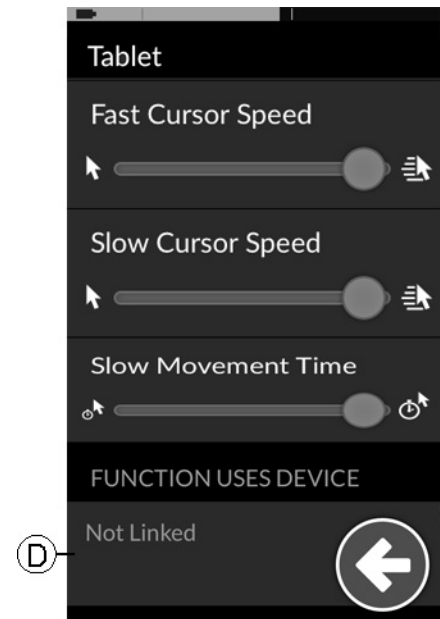 Tablet
Fast Cursor Speed
Slow Cursor Speed
Slow Movement Time
FUNCTION USES DEVICE
Not Linked
D